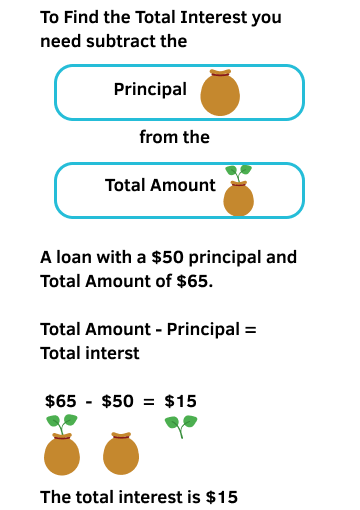 To Find the Total Interest you
need subtract the
Principal
from the
Total Amount
A loan with a $50 principal and
Total Amount of $65.
Total Amount - Principal =
Total interst
$65 - $50 = $15
The total interest is $15